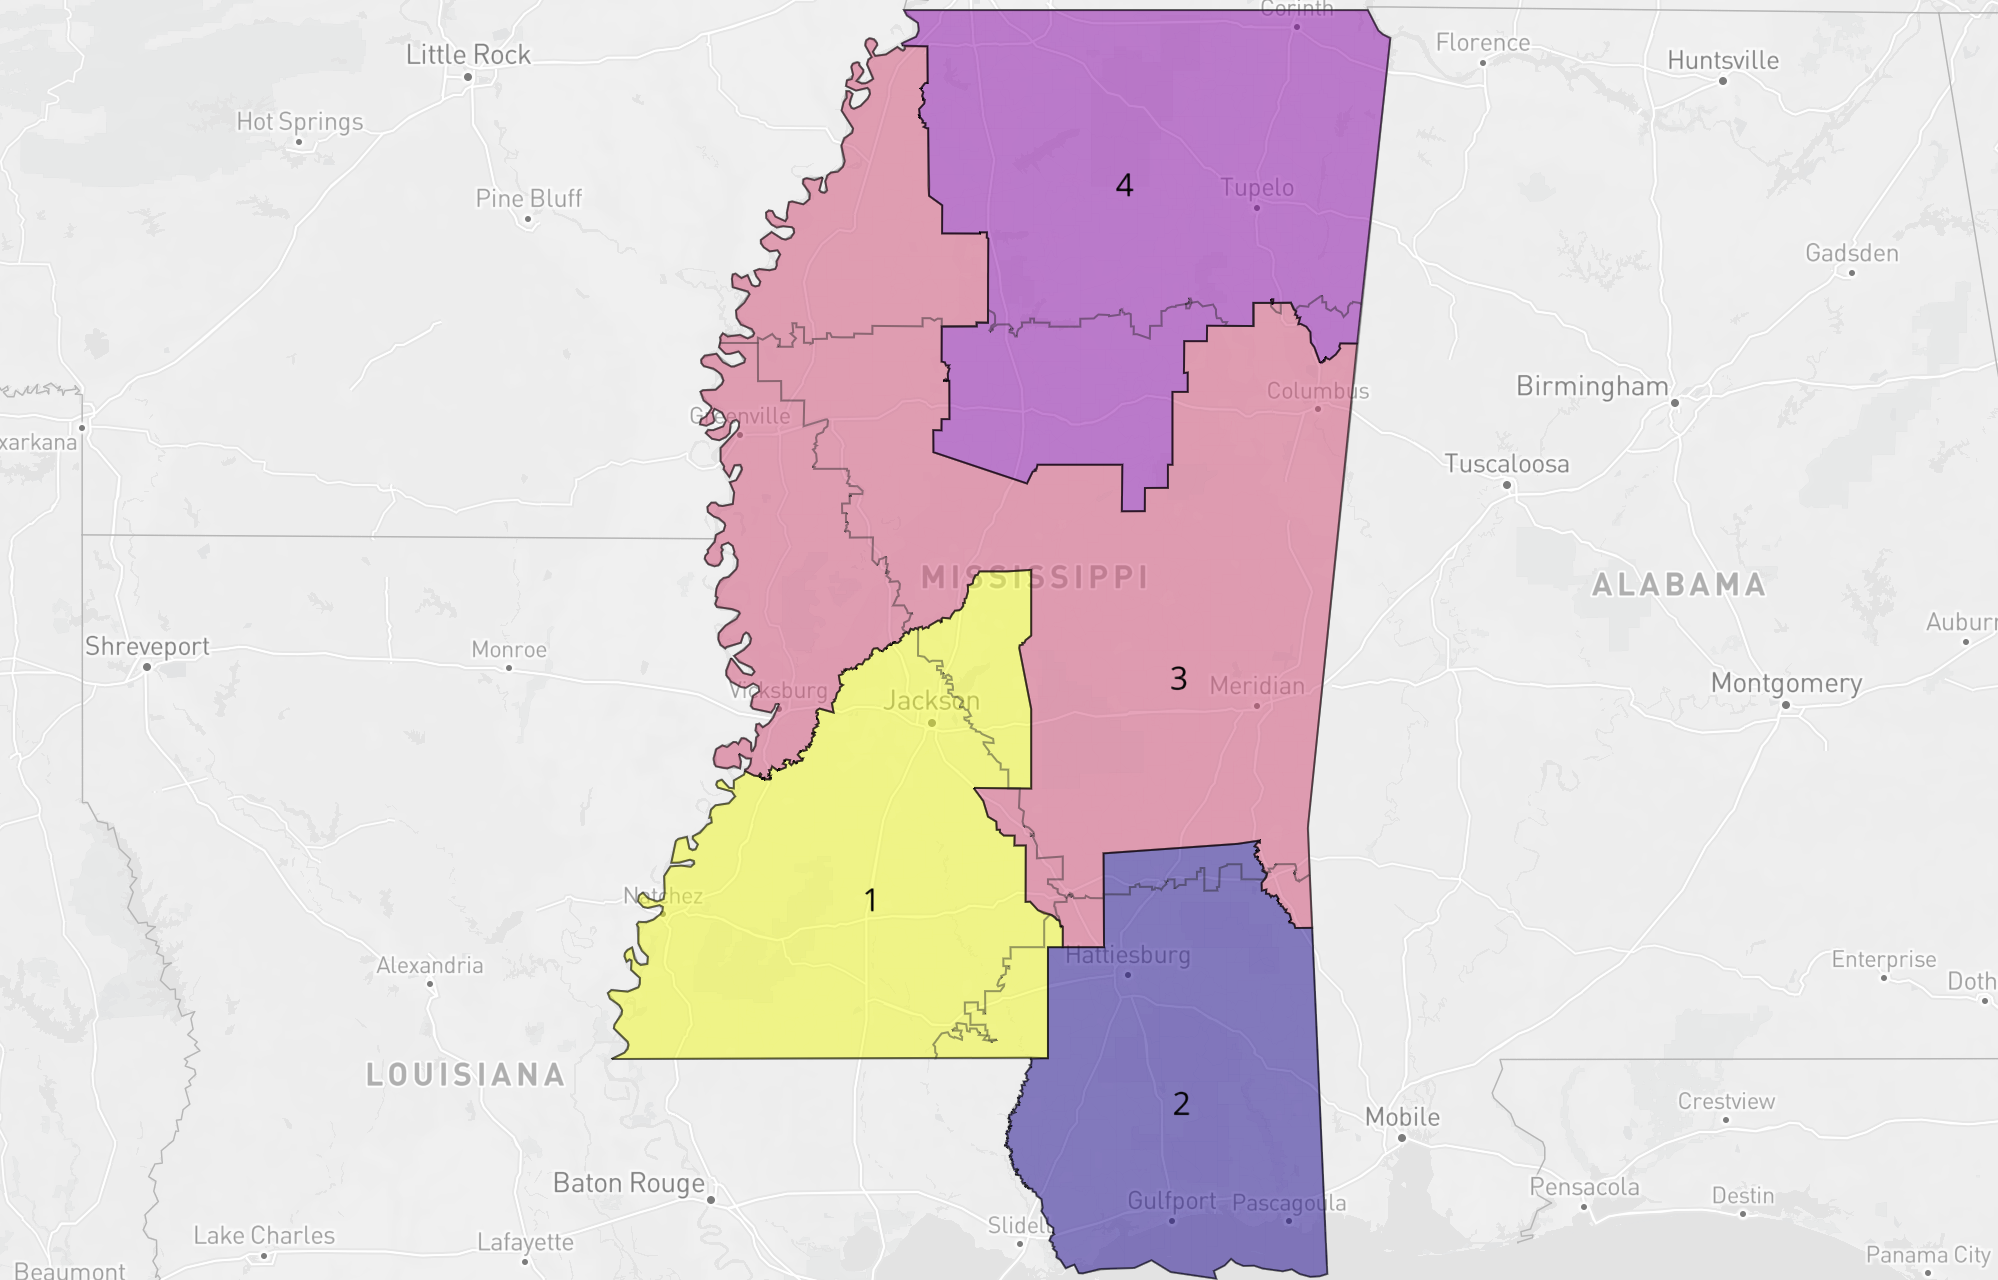 Corinth
Florence
Little Rock
Huntsville
Hot Springs
4
Tupelo
Pine Bluff
Gadsden
Birmingham
Columbus
Greenville
xarkana
Tuscaloosa
MISSISSIPPI
ALABAMA
Auburn
Shreveport
Monroe
3
Meridian
Montgomery
Vicksburg
Jackson
1
Natchez
Hattiesburg
Alexandria
Enterprise
Doth
LOUISIANA
2
Crestview
Mobile
Baton Rouge
Pensacola
Destin
Gulfport
Pascagoula
Slidell
Lake Charles
Lafayette
Panama City
Beaumont